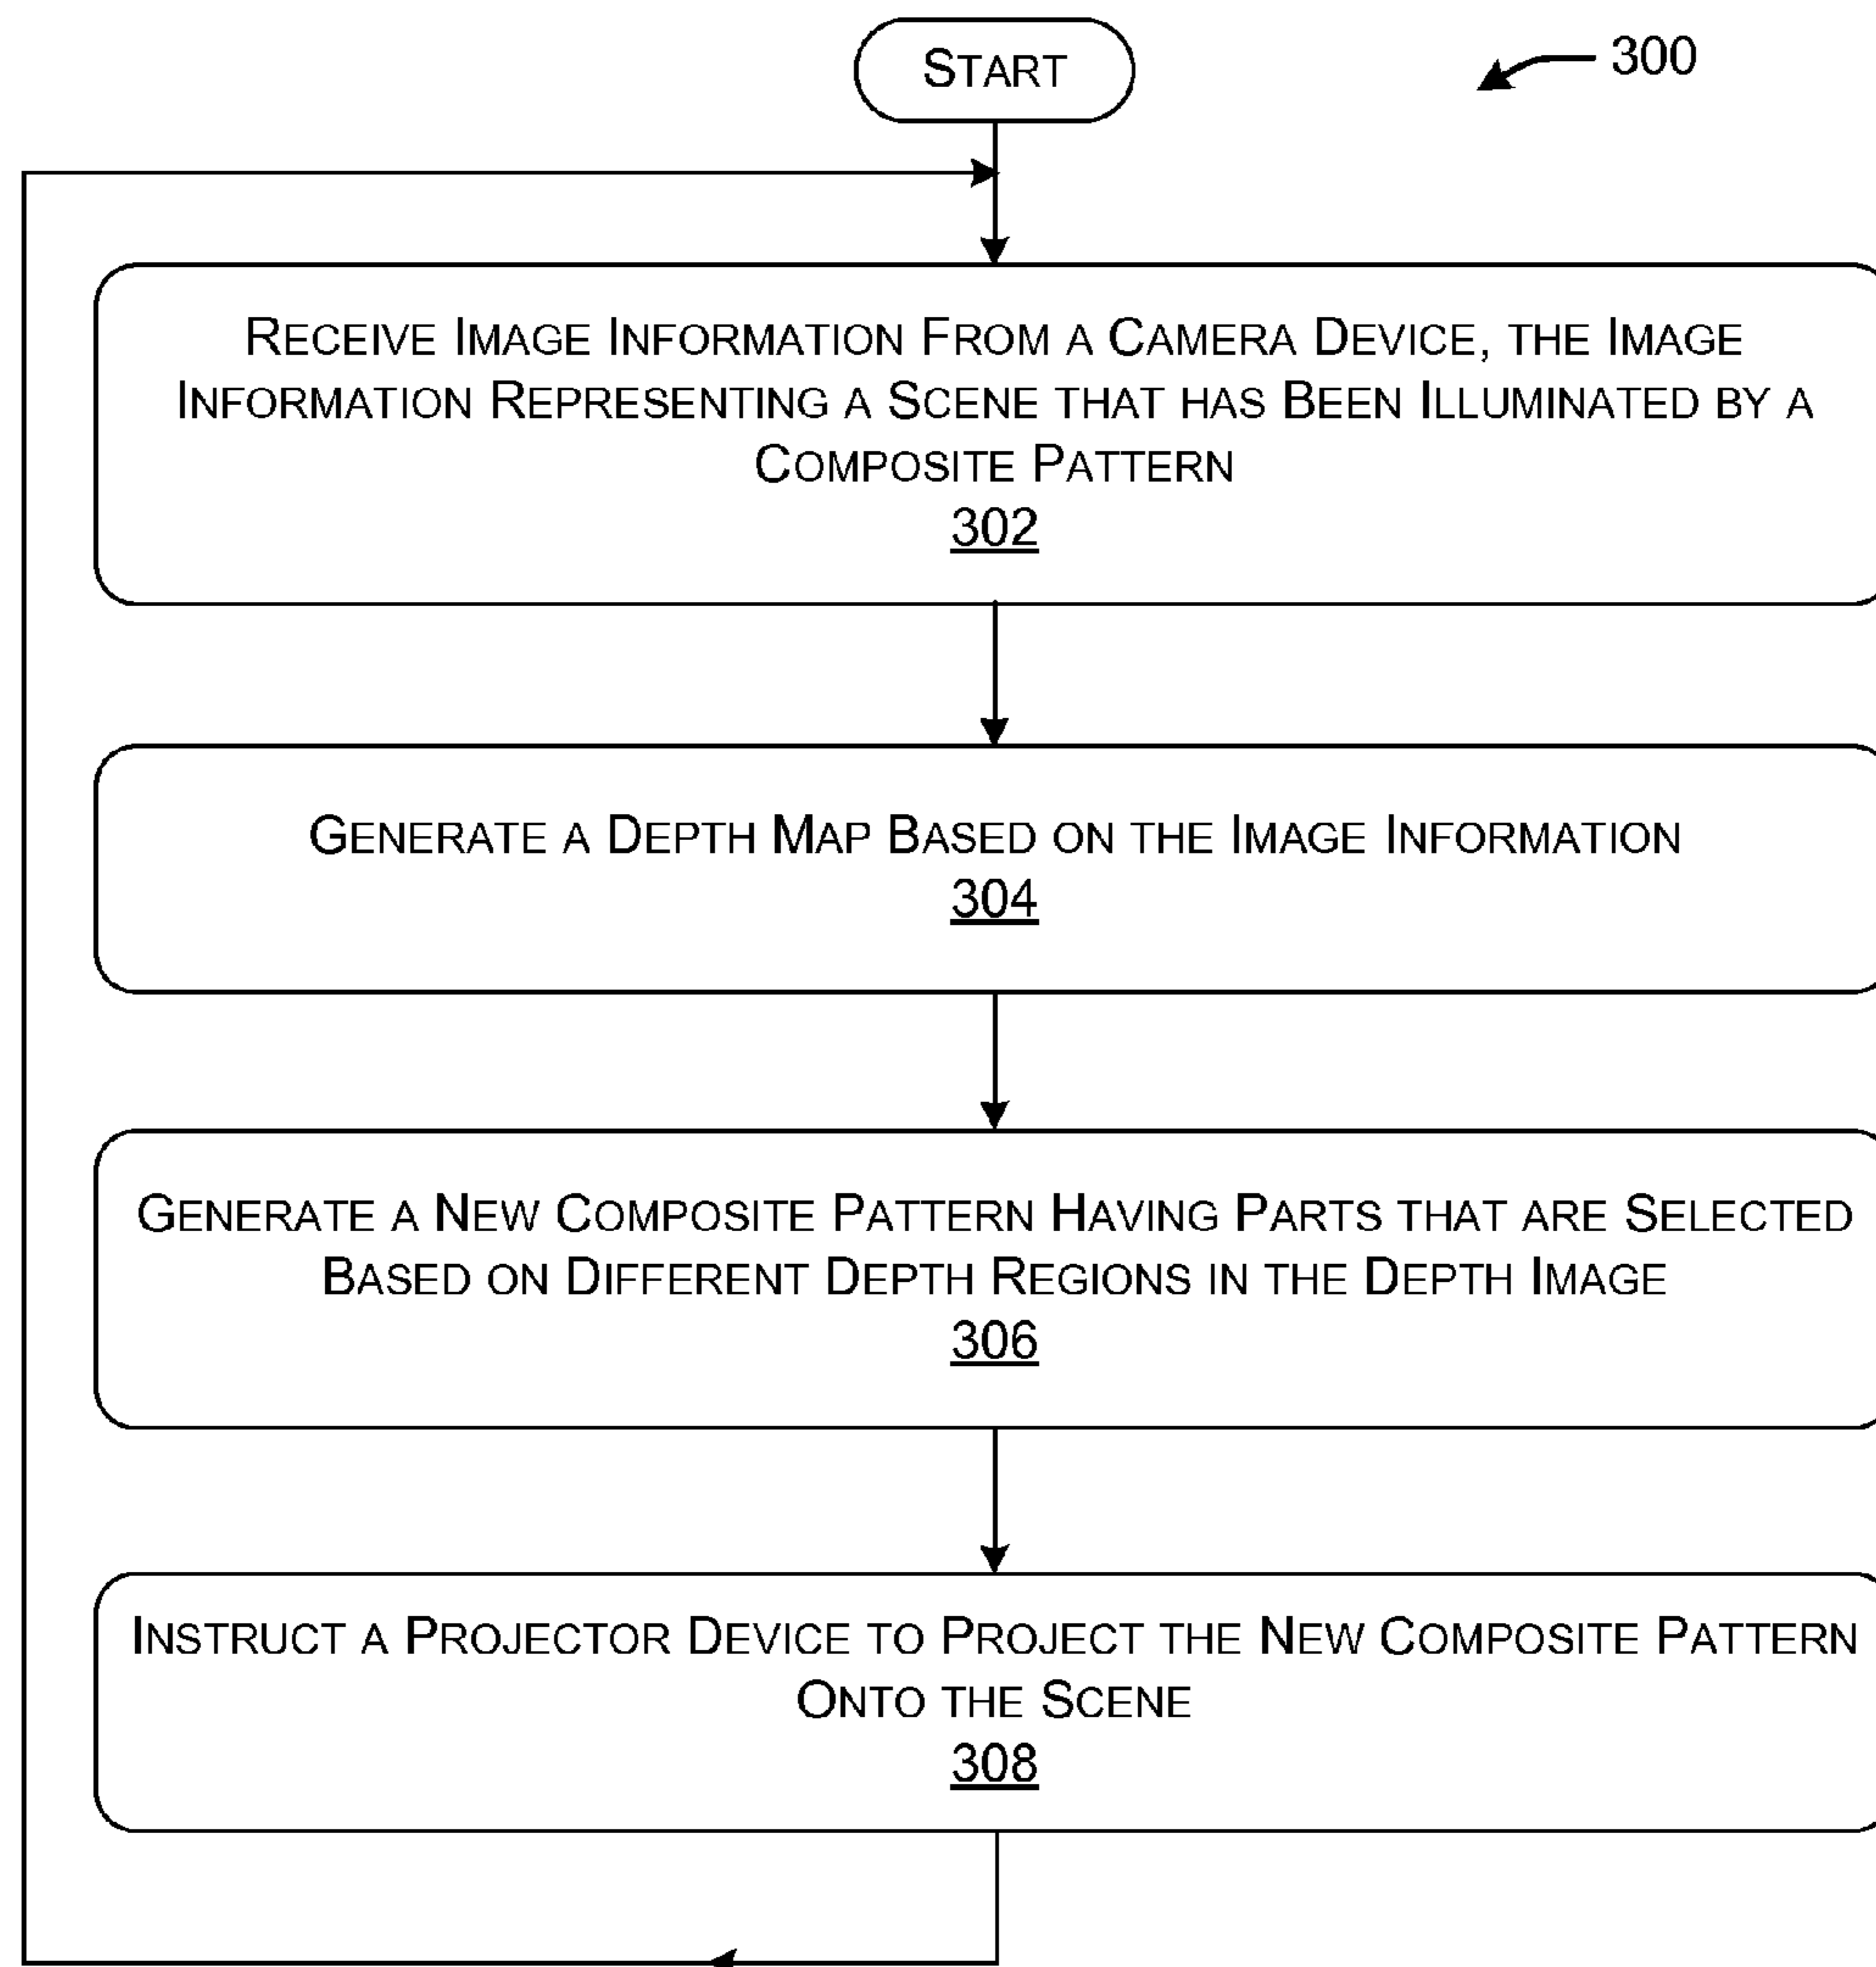 START
300
RECEIVE IMAGE INFORMATION FROM A CAMERA DEVICE, THE IMAGE
INFORMATION REPRESENTING A SCENE THAT HAS BEEN ILLUMINATED BY A
COMPOSITE PATTERN
302
GENERATE A DEPTH MAP BASED ON THE IMAGE INFORMATION
304
GENERATE A NEW COMPOSITE PATTERN HAVING PARTS THAT ARE SELECTED
BASED ON DIFFERENT DEPTH REGIONS IN THE DEPTH IMAGE
306
INSTRUCT A PROJECTOR DEVICE TO PROJECT THE NEW COMPOSITE PATTERN
ONTO THE SCENE
308